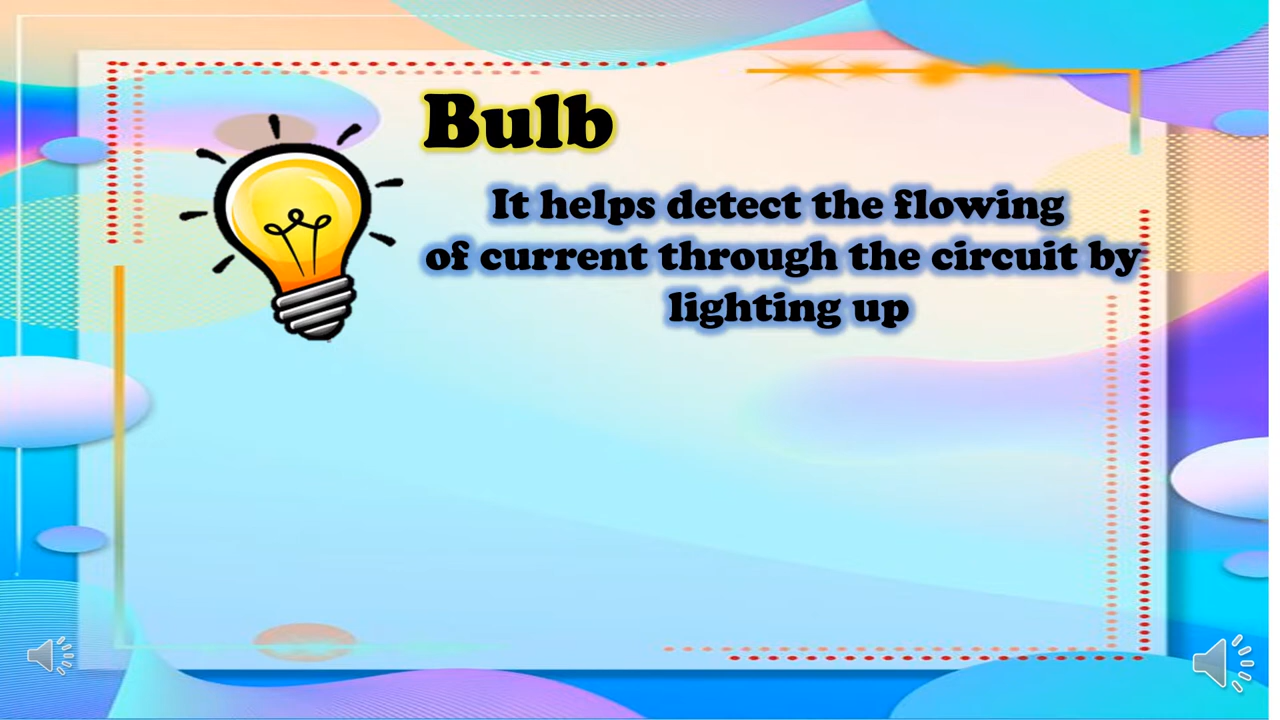 Bulb
It helps detect the flowing
of current through the circuit by
lighting up